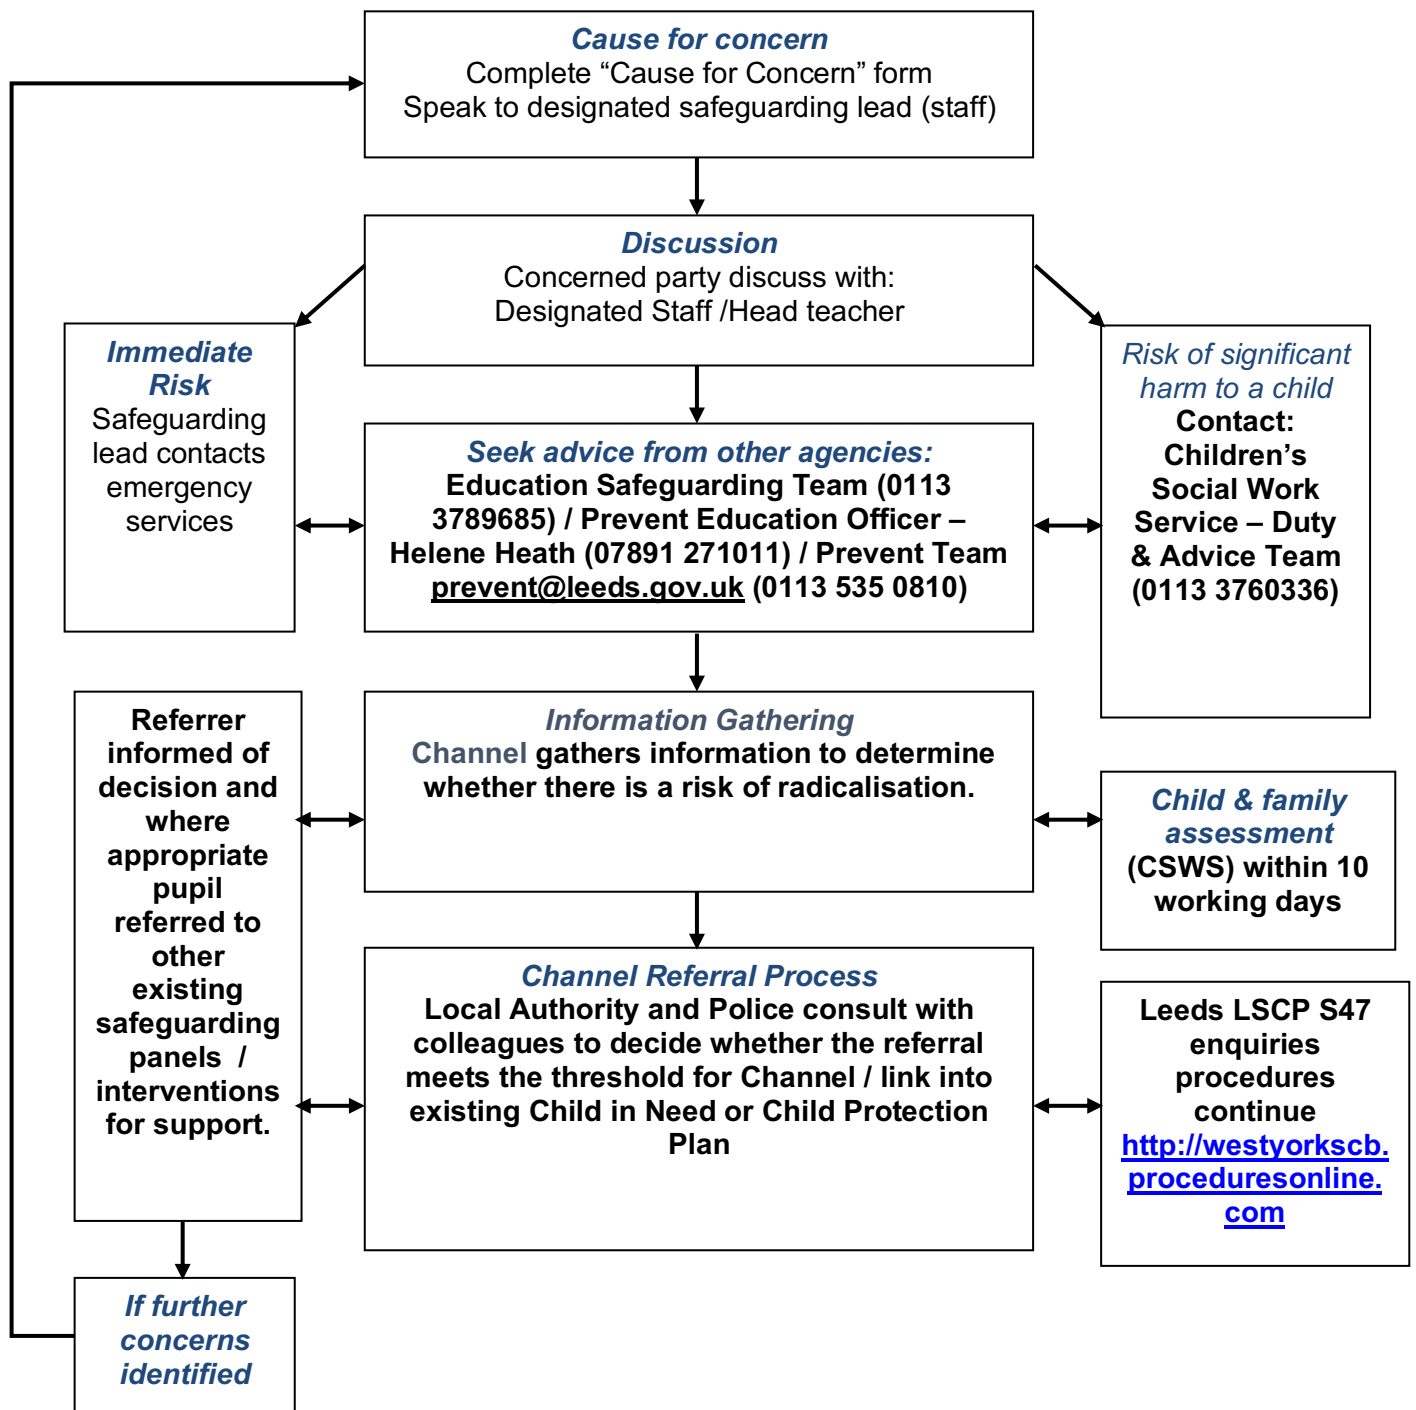 Cause for concern
Complete “Cause for Concern” form
Speak to designated safeguarding lead (staff)
Discussion
Concerned party discuss with:
Designated Staff /Head teacher
Immediate
Risk
Safeguarding
lead contacts
emergency
services
Seek advice from other agencies:
Education Safeguarding Team (0113
3789685) / Prevent Education Officer –
Helene Heath (07891 271011) / Prevent Team
prevent@leeds.gov.uk (0113 535 0810)
Risk of significant
harm to a child
Contact:
Children’s
Social Work
Service – Duty
& Advice Team
(0113 3760336)
Referrer
informed of
decision and
where
appropriate
pupil
referred to
other
existing
safeguarding
panels /
interventions
for support.
Information Gathering
Channel gathers information to determine
whether there is a risk of radicalisation.
Child & family
assessment
(CSWS) within 10
working days
Channel Referral Process
Local Authority and Police consult with
colleagues to decide whether the referral
meets the threshold for Channel / link into
existing Child in Need or Child Protection
Plan
Leeds LSCP S47
enquiries
procedures
continue
http://westyorkscb.
proceduresonline.
com
If further
concerns
identified